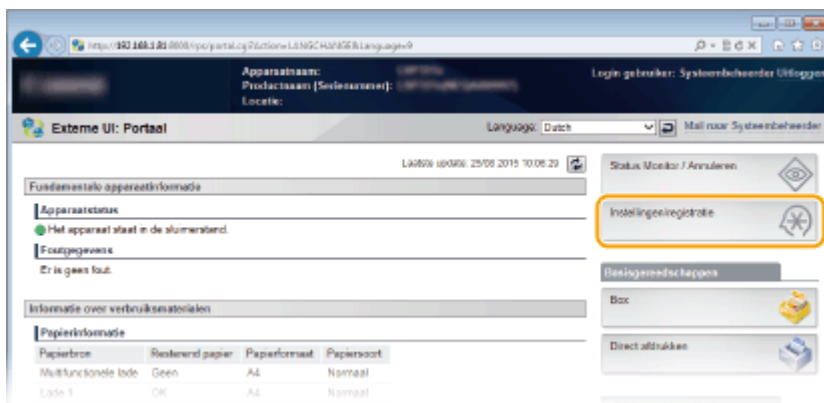 http://192.168.1.81:8000/rps/portal.cgi?Action=LANGCHANGE&Language=9
Apparaatnaam:
Productnaam (Serienummer):
Locatie:
Login gebruiker: Systeembeheerder Uitloggen
Externe UI: Portaal
Language: Dutch
Mail naar Systeembeheerder
Laatste update: 25/08 2015 10:06:29
Fundamentele apparaatinformatie
Apparaatstatus
Het apparaat staat in de sluimerstand.
Foutgegevens
Er is geen fout.
Informatie over verbruiksmaterialen
Papierinformatie
Papierbron Resterend papier Papierformaat Papiersoort
Multifunctionele lade Geen A4 Normaal
Lade 1 OK A4 Normaal
Status Monitor / Annuleren
Instellingen/registratie
Basisgereedschappen
Box
Direct afdrukken